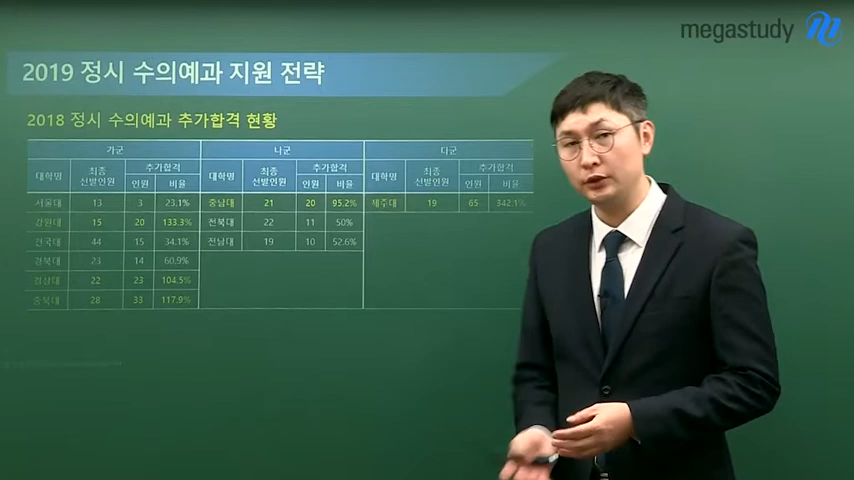 megastudy
2019 정시 수의예과 지원 전략
2018 정시 수의예과 추가합격 현황
가군 나군 다군
대학명 최종 선발인원 추가합격 대학명 최종 선발인원 추가합격 대학명 최종 선발인원 추가합격
인원 비율 인원 비율 인원 비율
서울대 13 3 23.1% 충남대 21 20 95.2% 제주대 19 65 342.1%
강원대 15 20 133.3% 전북대 22 11 50%
건국대 44 15 34.1% 전남대 19 10 52.6%
경북대 23 14 60.9%
경상대 22 23 104.5%
충북대 28 33 117.9%